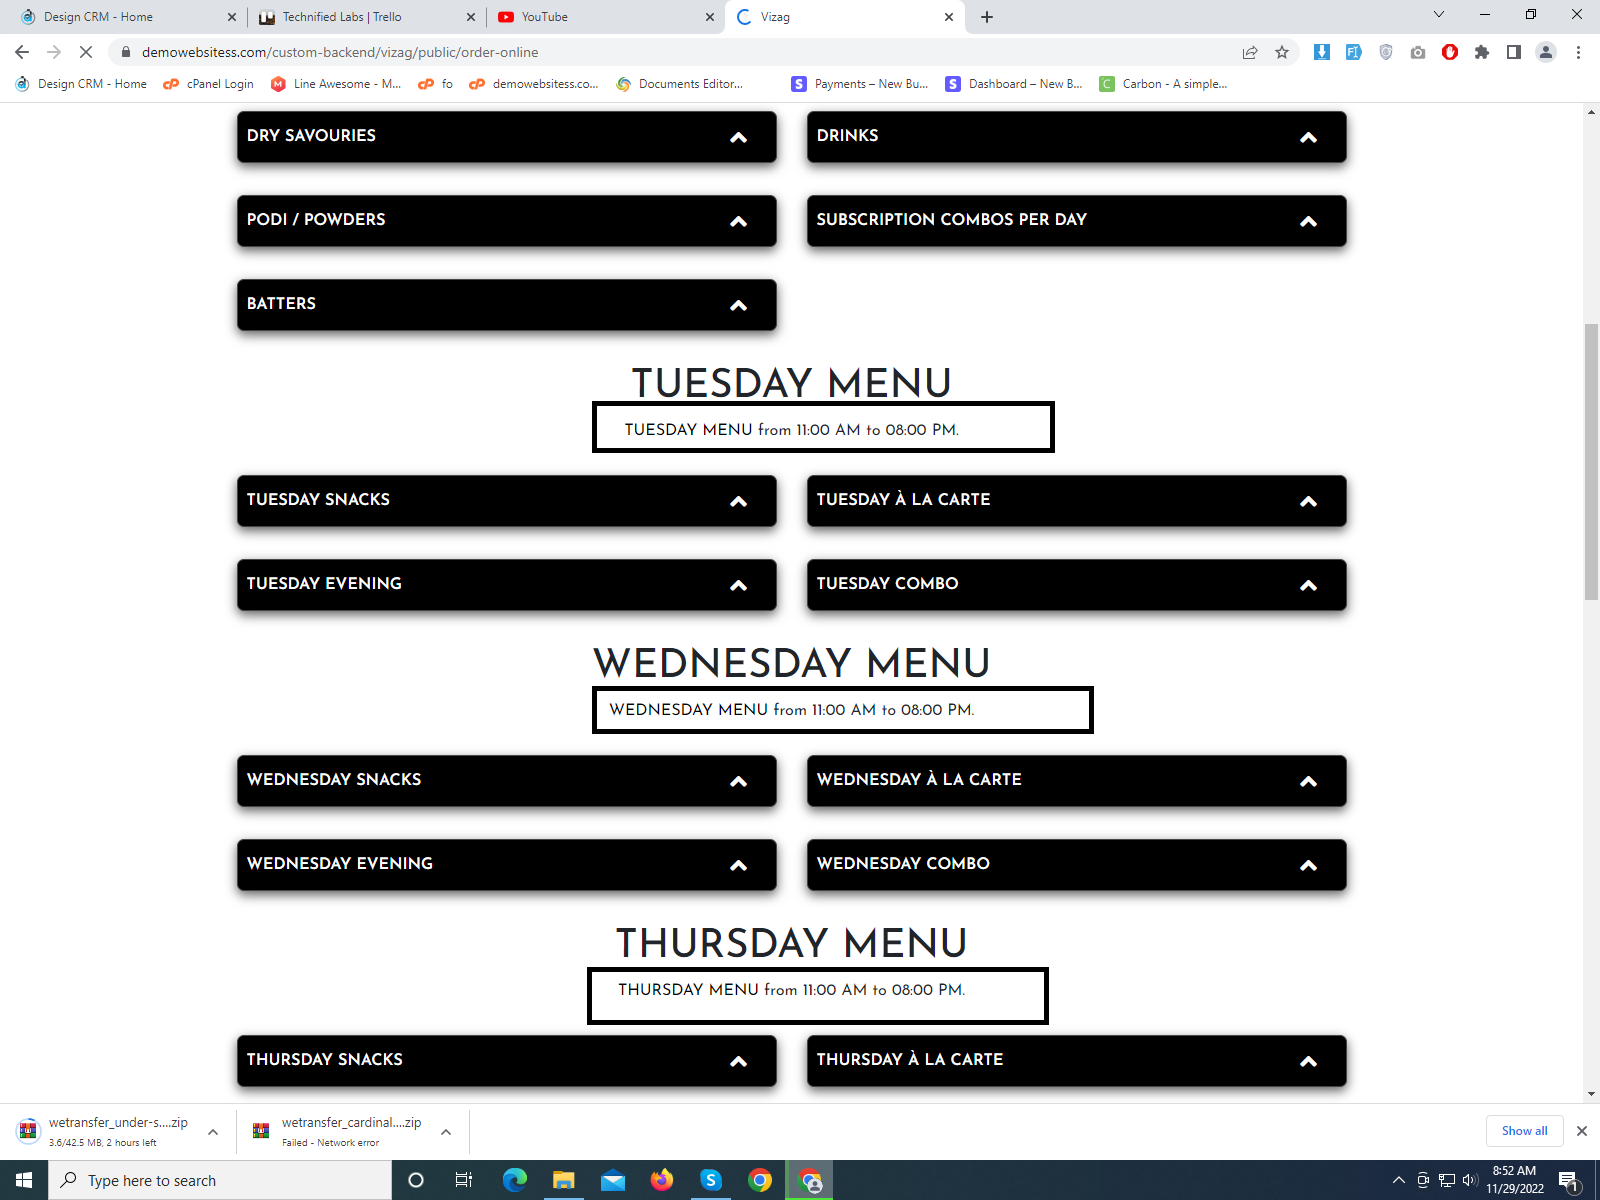 Design CRM - Home
Technified Labs | Trello
YouTube
Vizag
demowebsitess.com/custom-backend/vizag/public/order-online
Design CRM - Home
cPanel Login
Line Awesome - M...
fo
demowebsitess.co...
Documents Editor...
Payments – New Bu...
Dashboard – New B...
Carbon - A simple...
DRY SAVOURIES
DRINKS
PODI / POWDERS
SUBSCRIPTION COMBOS PER DAY
BATTERS
TUESDAY MENU
TUESDAY MENU from 11:00 AM to 08:00 PM.
TUESDAY SNACKS
TUESDAY À LA CARTE
TUESDAY EVENING
TUESDAY COMBO
WEDNESDAY MENU
WEDNESDAY MENU from 11:00 AM to 08:00 PM.
WEDNESDAY SNACKS
WEDNESDAY À LA CARTE
WEDNESDAY EVENING
WEDNESDAY COMBO
THURSDAY MENU
THURSDAY MENU from 11:00 AM to 08:00 PM.
THURSDAY SNACKS
THURSDAY À LA CARTE
wetransfer_under-s....zip
3.6/42.5 MB, 2 hours left
wetransfer_cardinal....zip
Failed - Network error
Show all
Type here to search
8:52 AM
11/29/2022
1